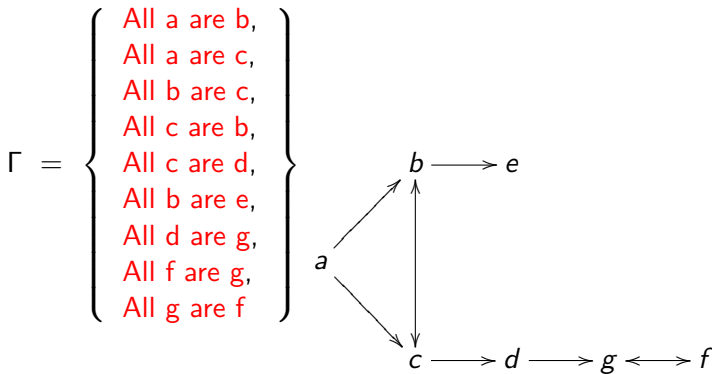 Γ = {
All a are b,
All a are c,
All b are c,
All c are b,
All c are d,
All b are e,
All d are g,
All f are g,
All g are f
}
b e
a
c d g f